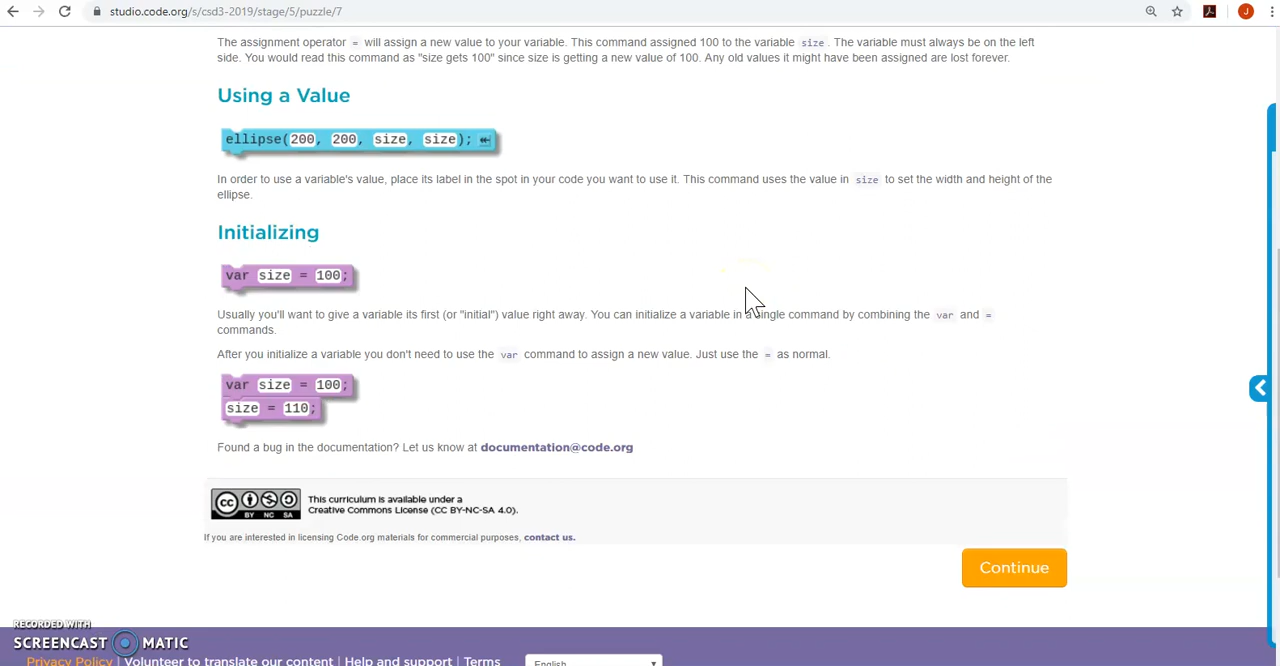 studio.code.org/s/csd3-2019/stage/5/puzzle/7
J
The assignment operator = will assign a new value to your variable. This command assigned 100 to the variable size . The variable must always be on the left
side. You would read this command as "size gets 100" since size is getting a new value of 100. Any old values it might have been assigned are lost forever.
Using a Value
ellipse(200, 200, size, size);
In order to use a variable's value, place its label in the spot in your code you want to use it. This command uses the value in size to set the width and height of the
ellipse.
Initializing
var size = 100;
Usually you'll want to give a variable its first (or "initial") value right away. You can initialize a variable in a single command by combining the var and =
commands.
After you initialize a variable you don't need to use the var command to assign a new value. Just use the = as normal.
var size = 100;
size = 110;
Found a bug in the documentation? Let us know at documentation@code.org
cc BY NC SA
This curriculum is available under a
Creative Commons License (CC BY-NC-SA 4.0).
If you are interested in licensing Code.org materials for commercial purposes, contact us.
Continue
RECORDED WITH
SCREENCAST MATIC
Privacy Policy | Volunteer to translate our content | Help and support | Terms
English